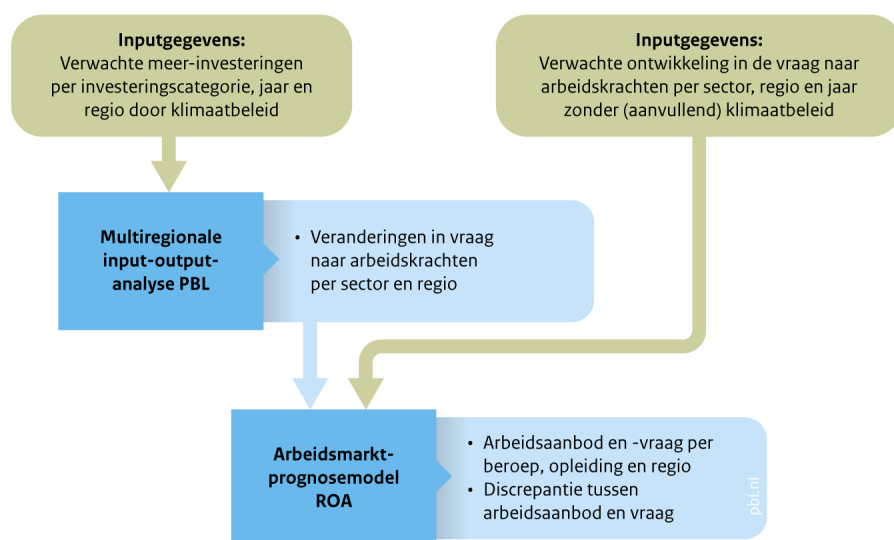 Inputgegevens:
Verwachte meer-investeringen
per investeringscategorie, jaar en
regio door klimaatbeleid
Inputgegevens:
Verwachte ontwikkeling in de vraag naar
arbeidskrachten per sector, regio en jaar
zonder (aanvullend) klimaatbeleid
Multiregionale
input-output-
analyse PBL
• Veranderingen in vraag
naar arbeidskrachten
per sector en regio
Arbeidsmarkt-
prognosemodel
ROA
• Arbeidsaanbod en -vraag per
beroep, opleiding en regio
• Discrepantie tussen
arbeidsaanbod en vraag
pbl.nl